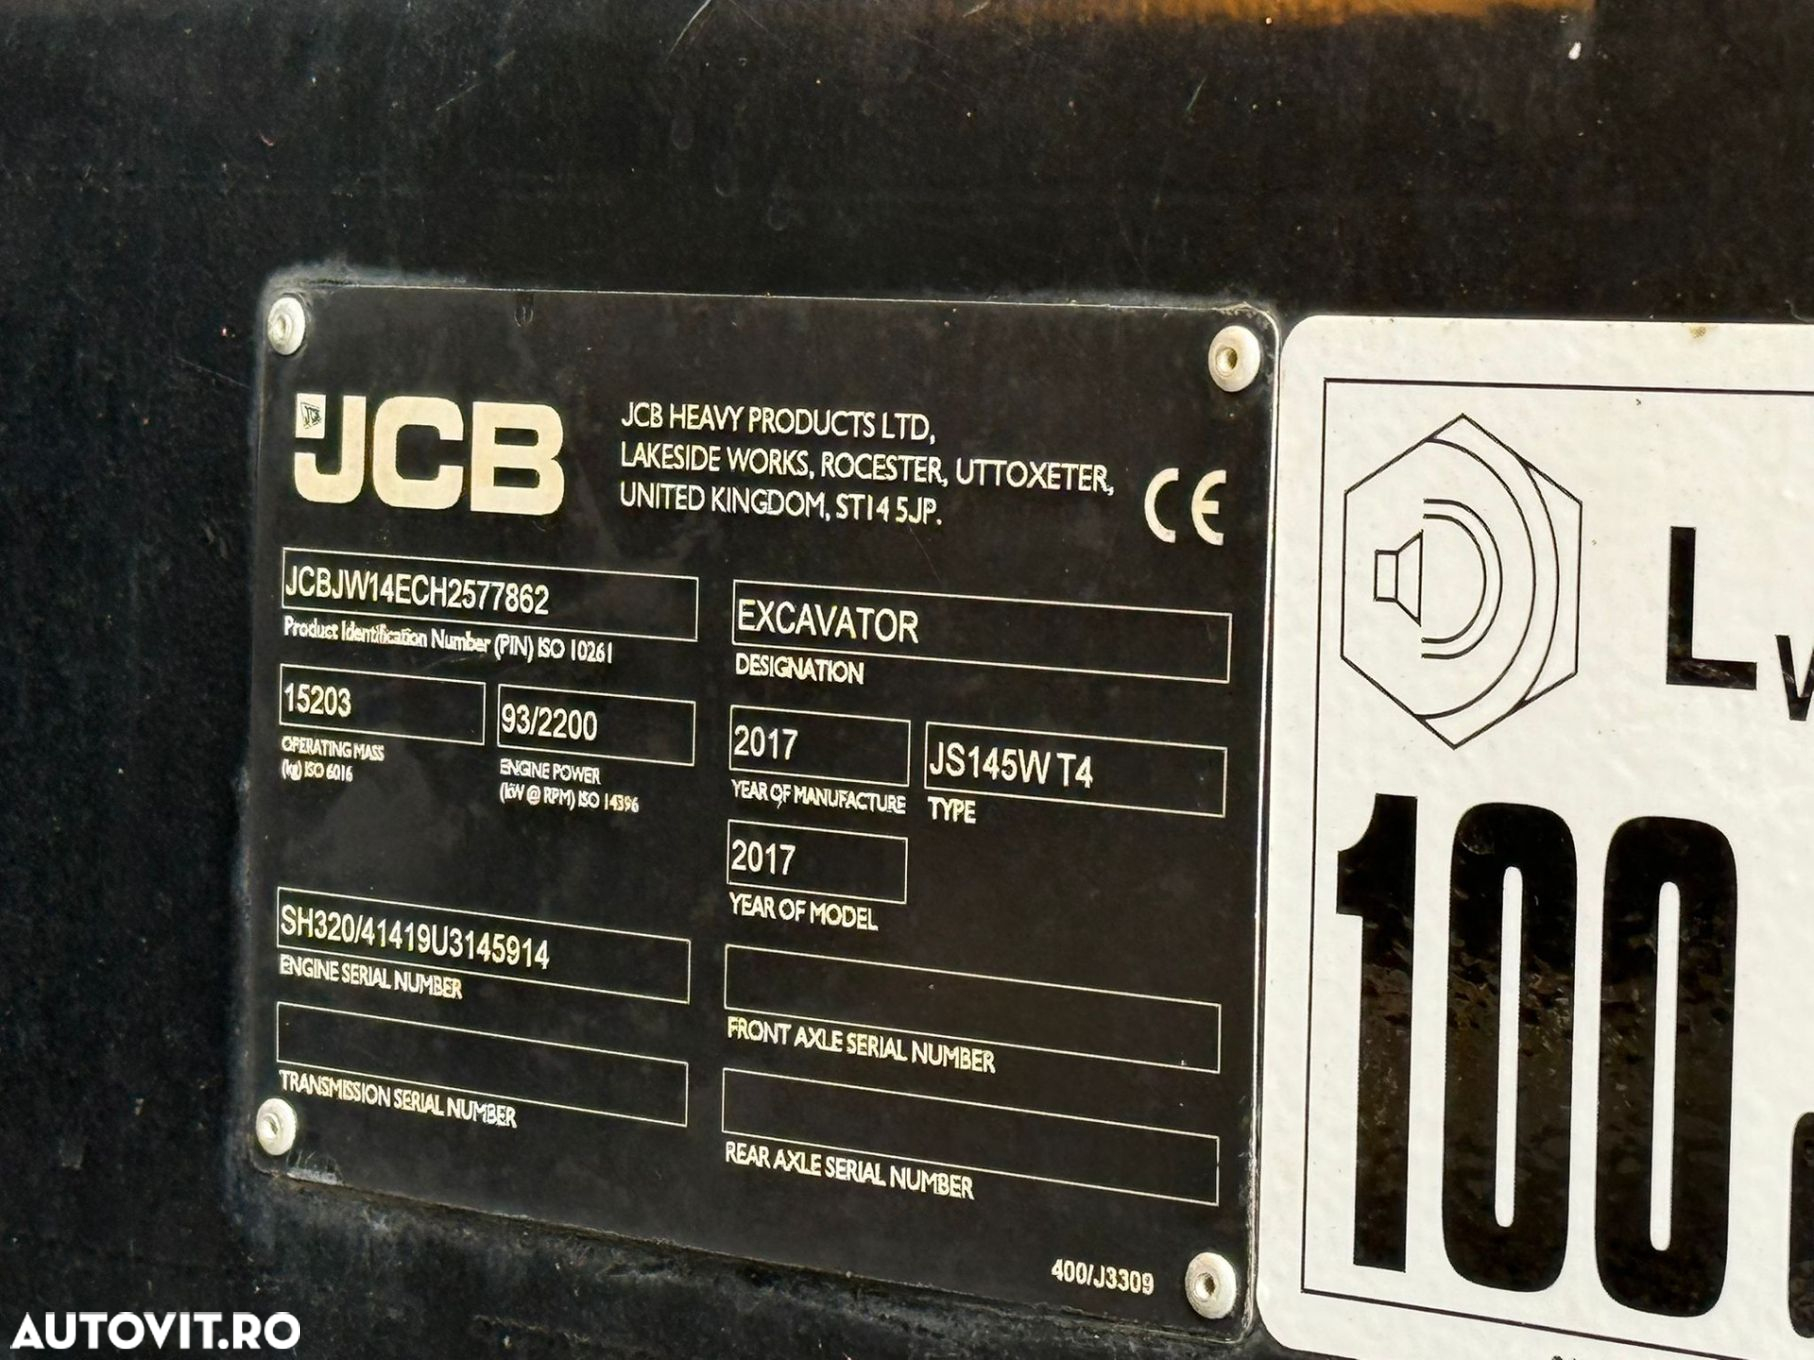 JCB
JCB HEAVY PRODUCTS LTD,
LAKESIDE WORKS, ROCESTER, UTTOXETER,
UNITED KINGDOM, ST14 5JP.
CE
JCBJW14ECH2577862
Product Identification Number (PIN) ISO 10261
EXCAVATOR
DESIGNATION
15203
OPERATING MASS
(kg) ISO 6016
93/2200
ENGINE POWER
(kW @ RPM) ISO 14396
2017
YEAR OF MANUFACTURE
JS145W T4
TYPE
2017
YEAR OF MODEL
SH320/41419U3145914
ENGINE SERIAL NUMBER
FRONT AXLE SERIAL NUMBER
TRANSMISSION SERIAL NUMBER
REAR AXLE SERIAL NUMBER
400/J3309
L
100
AUTOVIT.RO